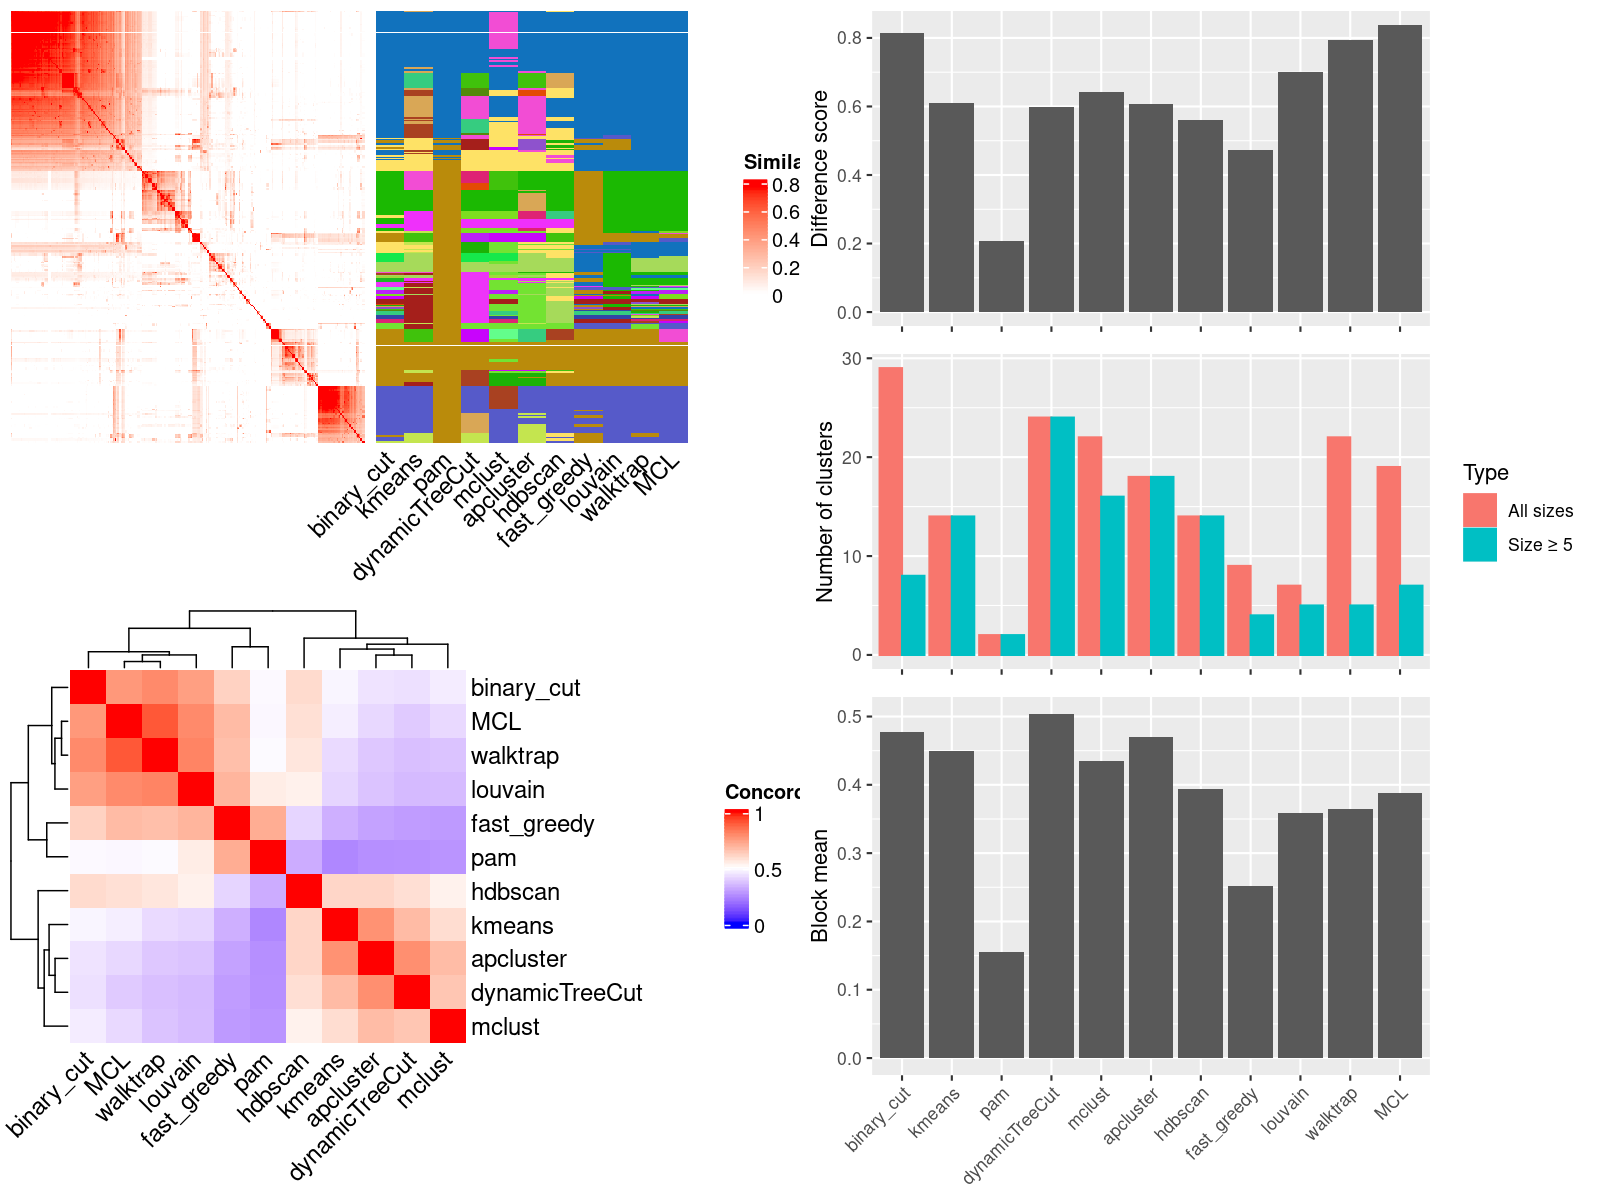 Simila
0.8
0.6
0.4
0.2
0
binary_cut
kmeans
pam
dynamicTreeCut
mclust
apcluster
hdbscan
fast_greedy
louvain
walktrap
MCL
Difference score
0.8
0.6
0.4
0.2
0.0
Number of clusters
30
20
10
0
Type
All sizes
Size ≥ 5
binary_cut
MCL
walktrap
louvain
fast_greedy
pam
hdbscan
kmeans
apcluster
dynamicTreeCut
mclust
binary_cut
MCL
walktrap
louvain
fast_greedy
pam
hdbscan
kmeans
apcluster
dynamicTreeCut
mclust
Concord
1
0.5
0
Block mean
0.5
0.4
0.3
0.2
0.1
0.0
binary_cut
kmeans
pam
dynamicTreeCut
mclust
apcluster
hdbscan
fast_greedy
louvain
walktrap
MCL